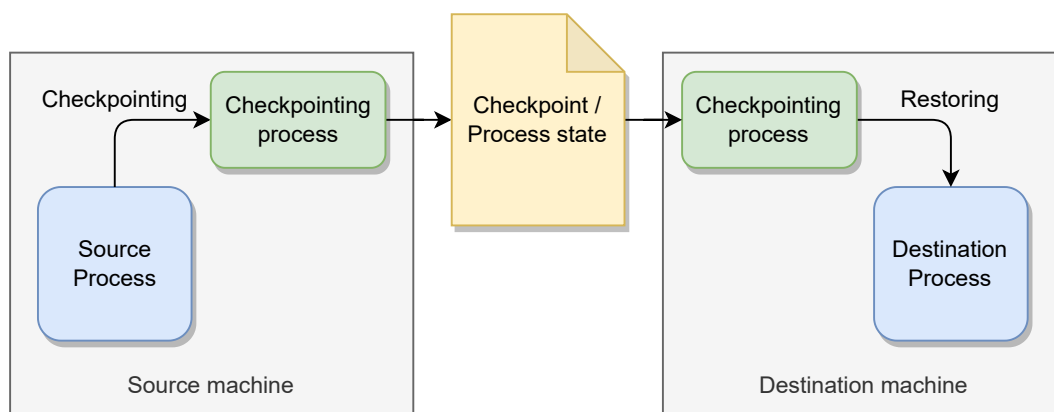 Checkpointing
Checkpointing
process
Source
Process
Source machine
Checkpoint /
Process state
Checkpointing
process
Restoring
Destination
Process
Destination machine